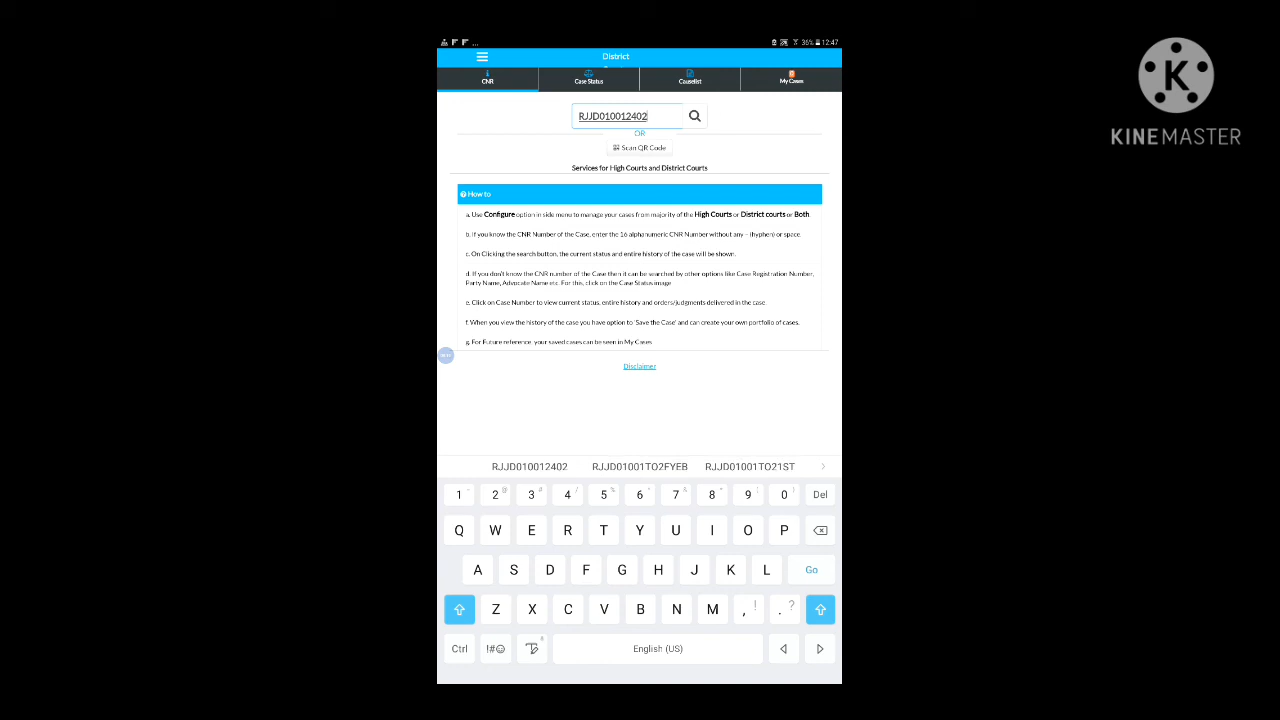 36% 12:47
District
CNR Case Status Causelist My Cases
RJJD010012402
OR
Scan QR Code
Services for High Courts and District Courts
How to
a. Use Configure option in side menu to manage your cases from majority of the High Courts or District courts or Both
b. If you know the CNR Number of the Case, enter the 16 alphanumeric CNR Number without any – (hyphen) or space.
c. On Clicking the search button, the current status and entire history of the case will be shown.
d. If you don't know the CNR number of the Case then it can be searched by other options like Case Registration Number,
Party Name, Advocate Name etc. For this, click on the Case Status image
e. Click on Case Number to view current status, entire history and orders/judgments delivered in the case
f. When you view the history of the case you have option to 'Save the Case' and can create your own portfolio of cases.
g. For Future reference, your saved cases can be seen in My Cases
Disclaimer
RJJD010012402 RJJD01001TO2FYEB RJJD01001TO21ST
1 2 3 4 5 6 7 8 9 0 Del
Q W E R T Y U I O P
A S D F G H J K L Go
Z X C V B N M , ! . ?
Ctrl !#☺ English (US)
K
KINEMASTER